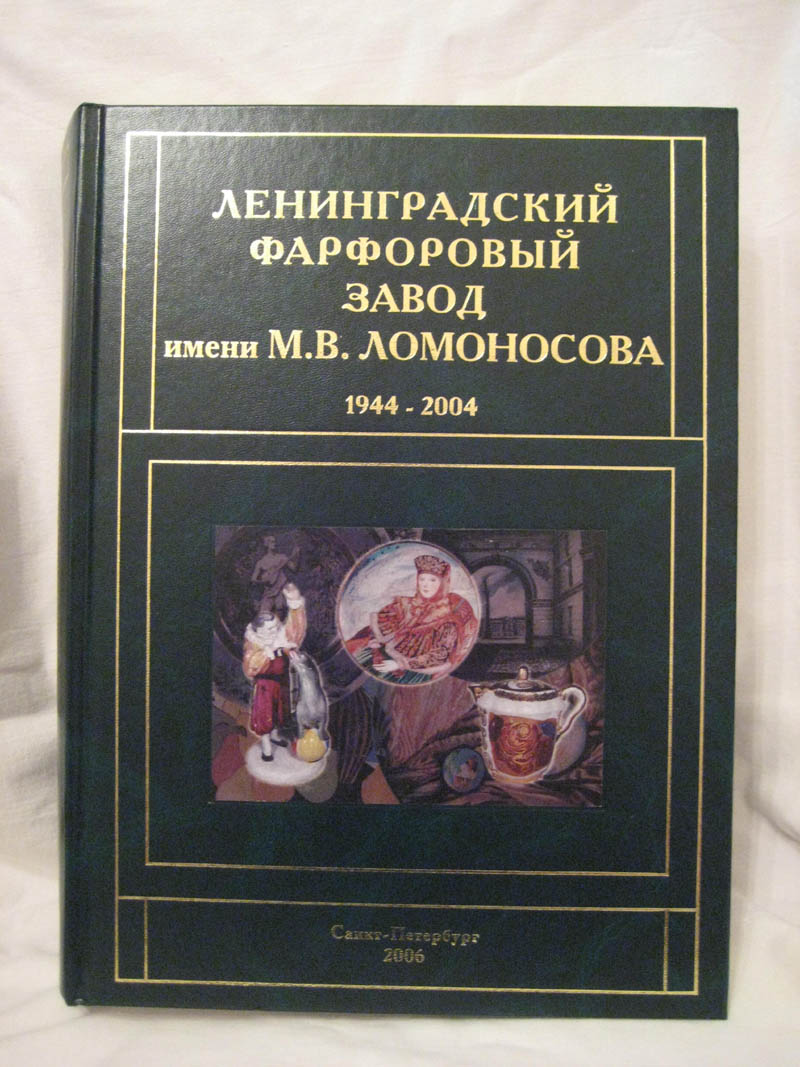 ЛЕНИНГРАДСКИЙ
ФАРФОРОВЫЙ
ЗАВОД
имени М.В. ЛОМОНОСОВА
1944 - 2004
Санкт-Петербург
2006